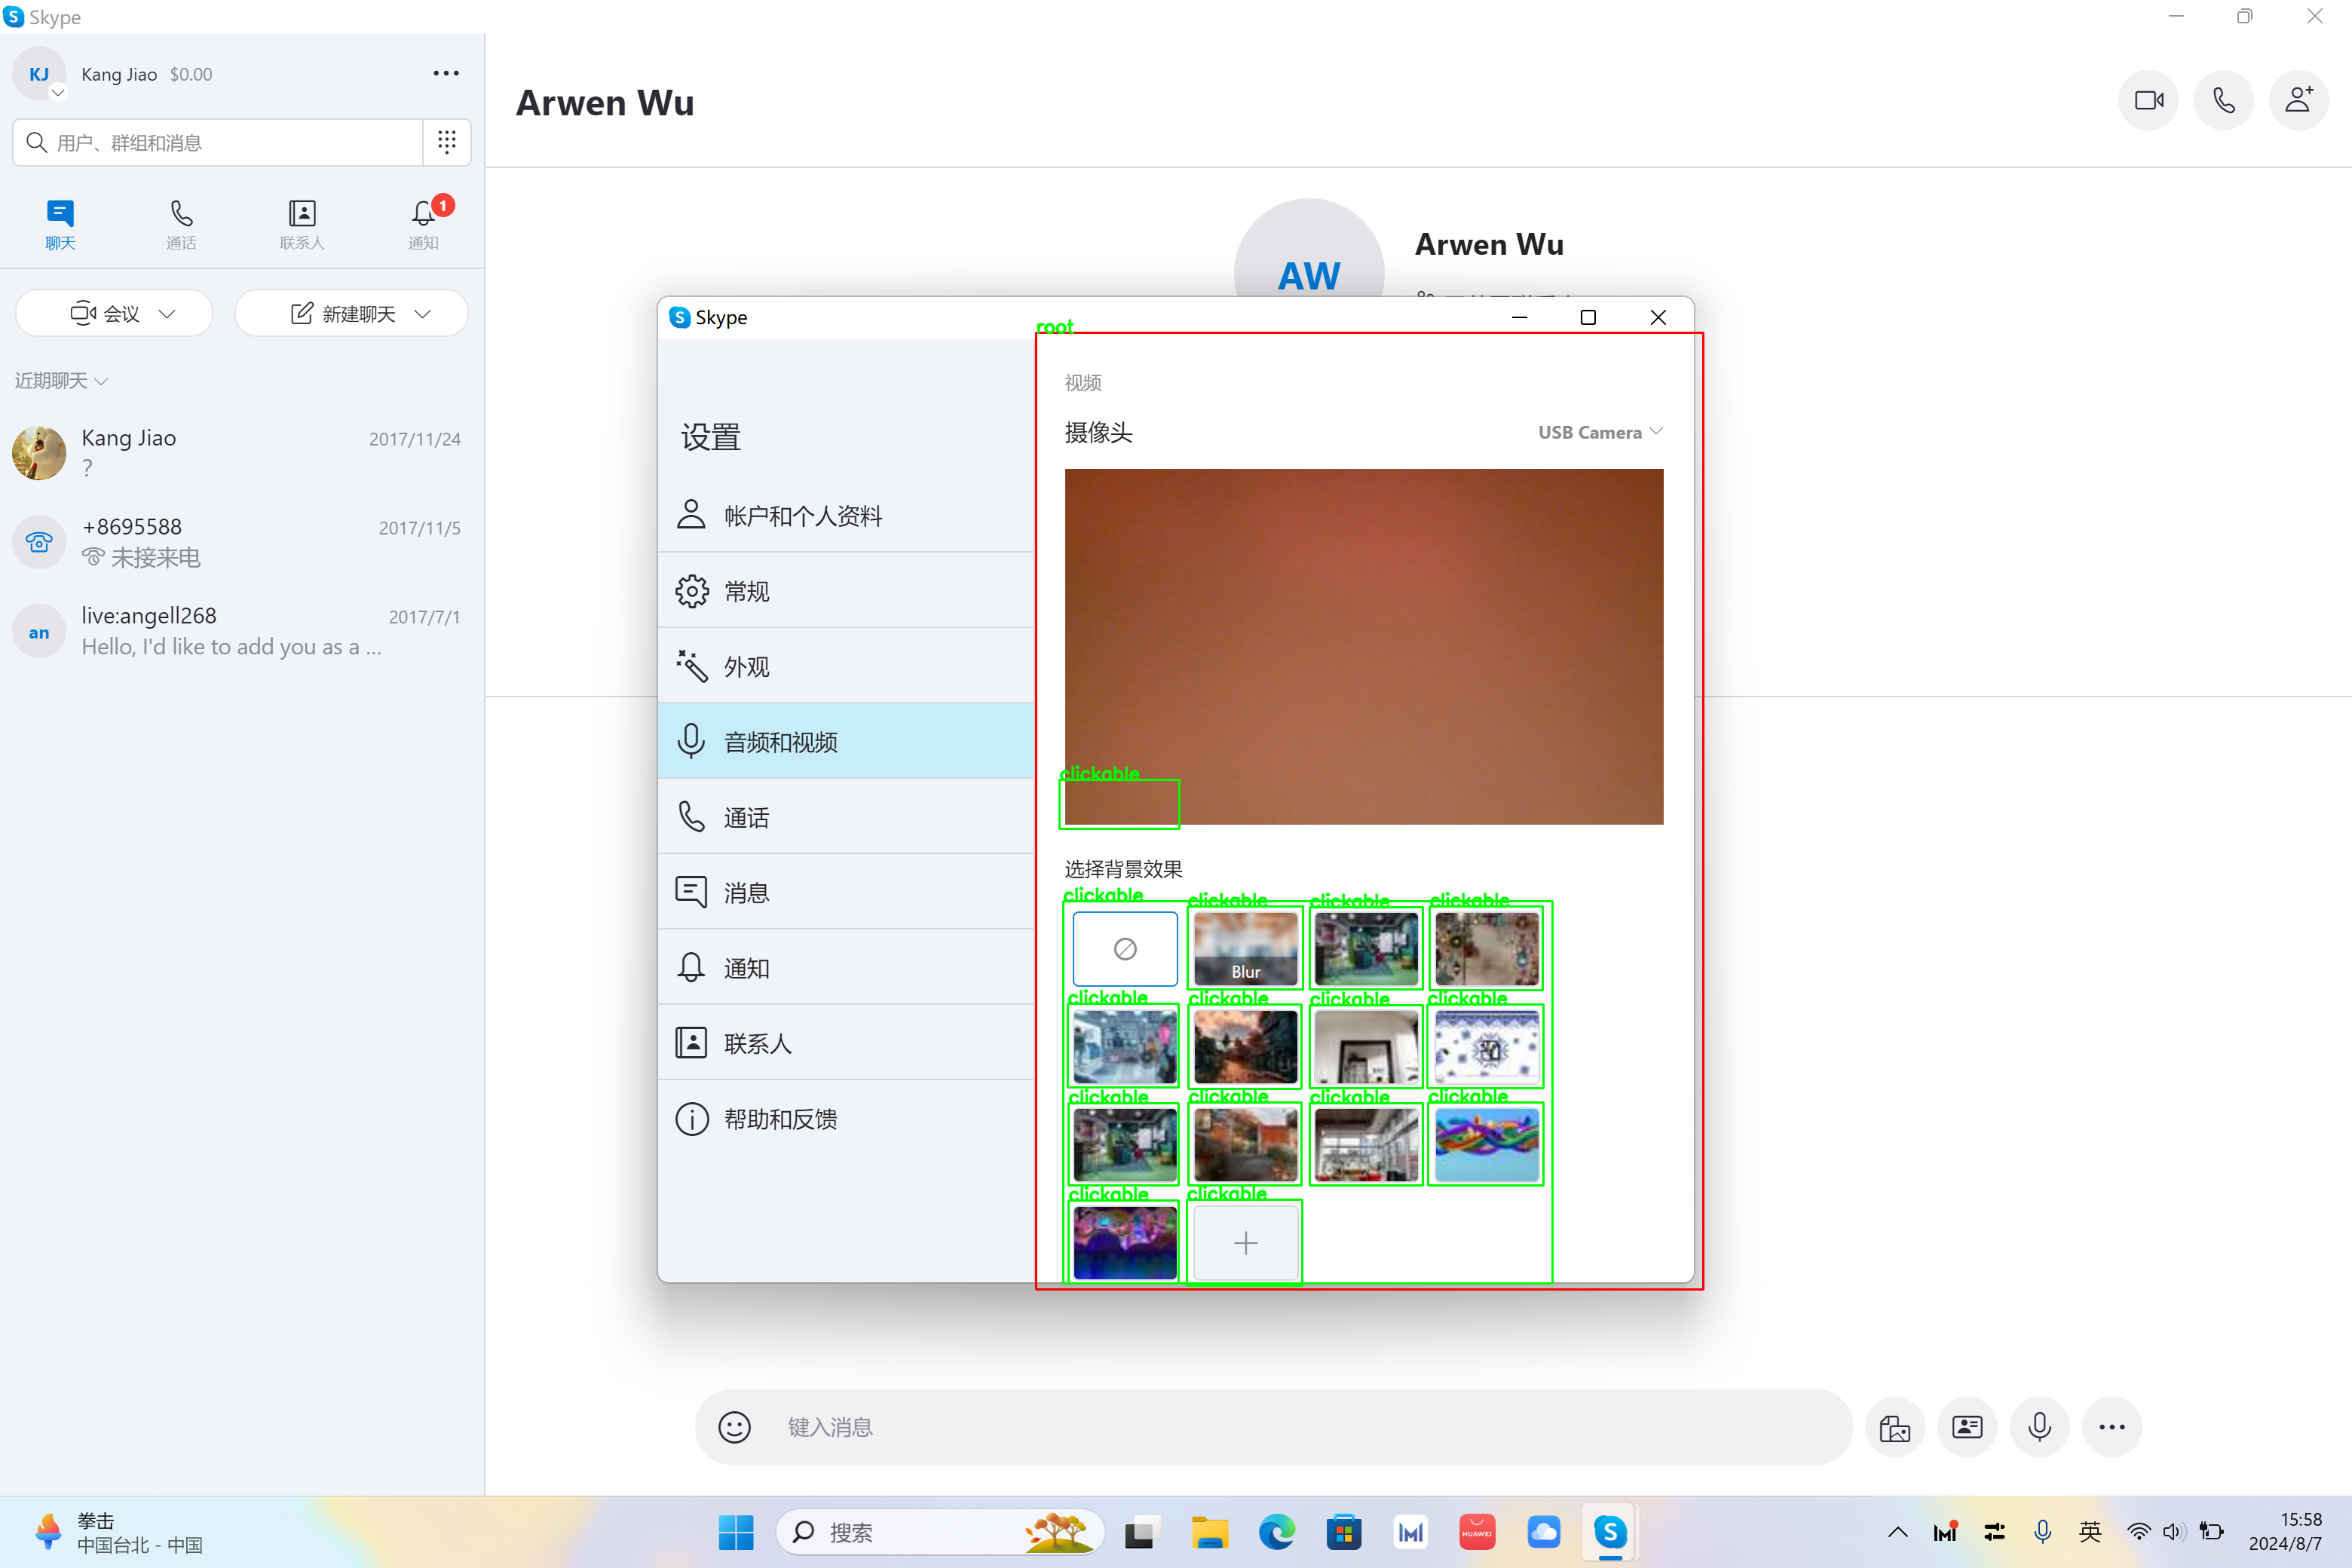 Skype
KJ
Kang Jiao $0.00
用户、群组和消息
聊天
通话
联系人
1
通知
会议
新建聊天
近期聊天
Kang Jiao 2017/11/24
?
+8695588 2017/11/5
未接来电
an
live:angell268 2017/7/1
Hello, I'd like to add you as a ...
Arwen Wu
AW
Arwen Wu
Skype
设置
帐户和个人资料
常规
外观
音频和视频
通话
消息
通知
联系人
帮助和反馈
root
视频
摄像头 USB Camera
clickable
选择背景效果
clickable clickable clickable clickable
Blur
clickable clickable clickable clickable
clickable clickable clickable clickable
clickable clickable
键入消息
拳击
中国台北 - 中国
搜索
HUAWEI
英
15:58
2024/8/7